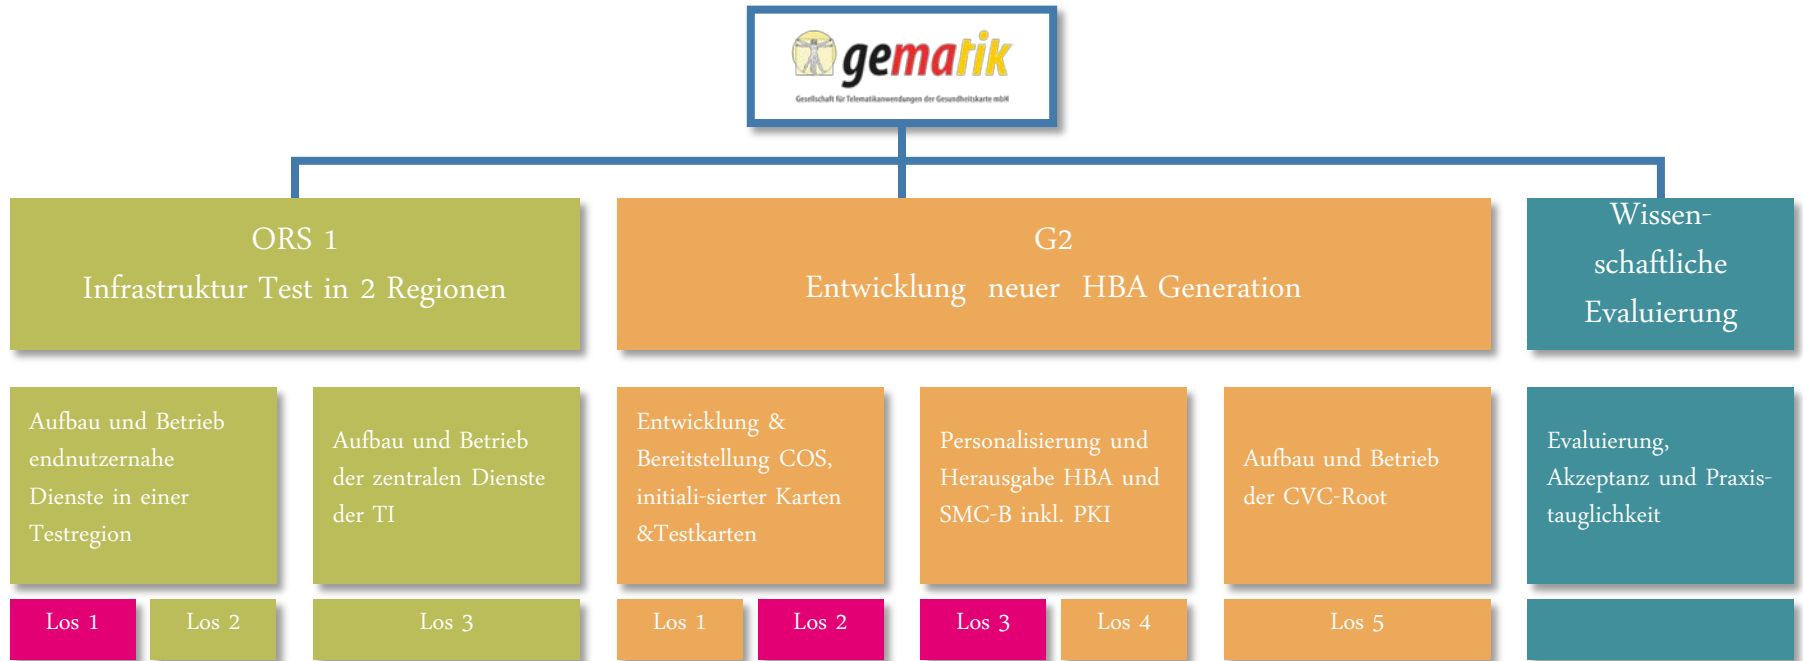 gematik
Gesellschaft für Telematikanwendungen der Gesundheitskarte mbH
ORS 1
Infrastruktur Test in 2 Regionen
G2
Entwicklung neuer HBA Generation
Wissen-
schaftliche
Evaluierung
Aufbau und Betrieb
endnutzernahe
Dienste in einer
Testregion
Aufbau und Betrieb
der zentralen Dienste
der TI
Entwicklung &
Bereitstellung COS,
initiali-sierter Karten
&Testkarten
Personalisierung und
Herausgabe HBA und
SMC-B inkl. PKI
Aufbau und Betrieb
der CVC-Root
Evaluierung,
Akzeptanz und Praxis-
tauglichkeit
Los 1
Los 2
Los 3
Los 1
Los 2
Los 3
Los 4
Los 5